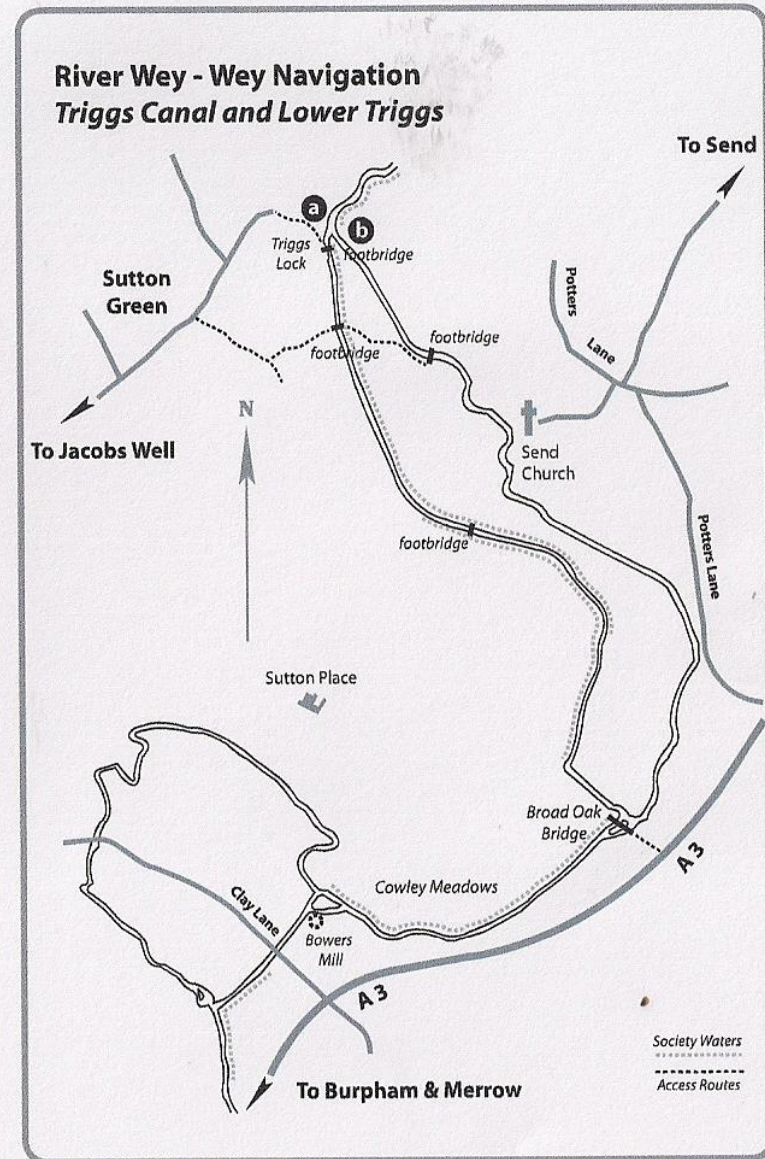 River Wey - Wey Navigation
Triggs Canal and Lower Triggs
To Send
a
b
Triggs
Lock
footbridge
Sutton
Green
footbridge
footbridge
Potters
Lane
N
To Jacobs Well
Send
Church
footbridge
Potters Lane
Sutton Place
Broad Oak
Bridge
A 3
Cowley Meadows
Clay Lane
Bowers
Mill
A 3
Society Waters
Access Routes
To Burpham & Merrow